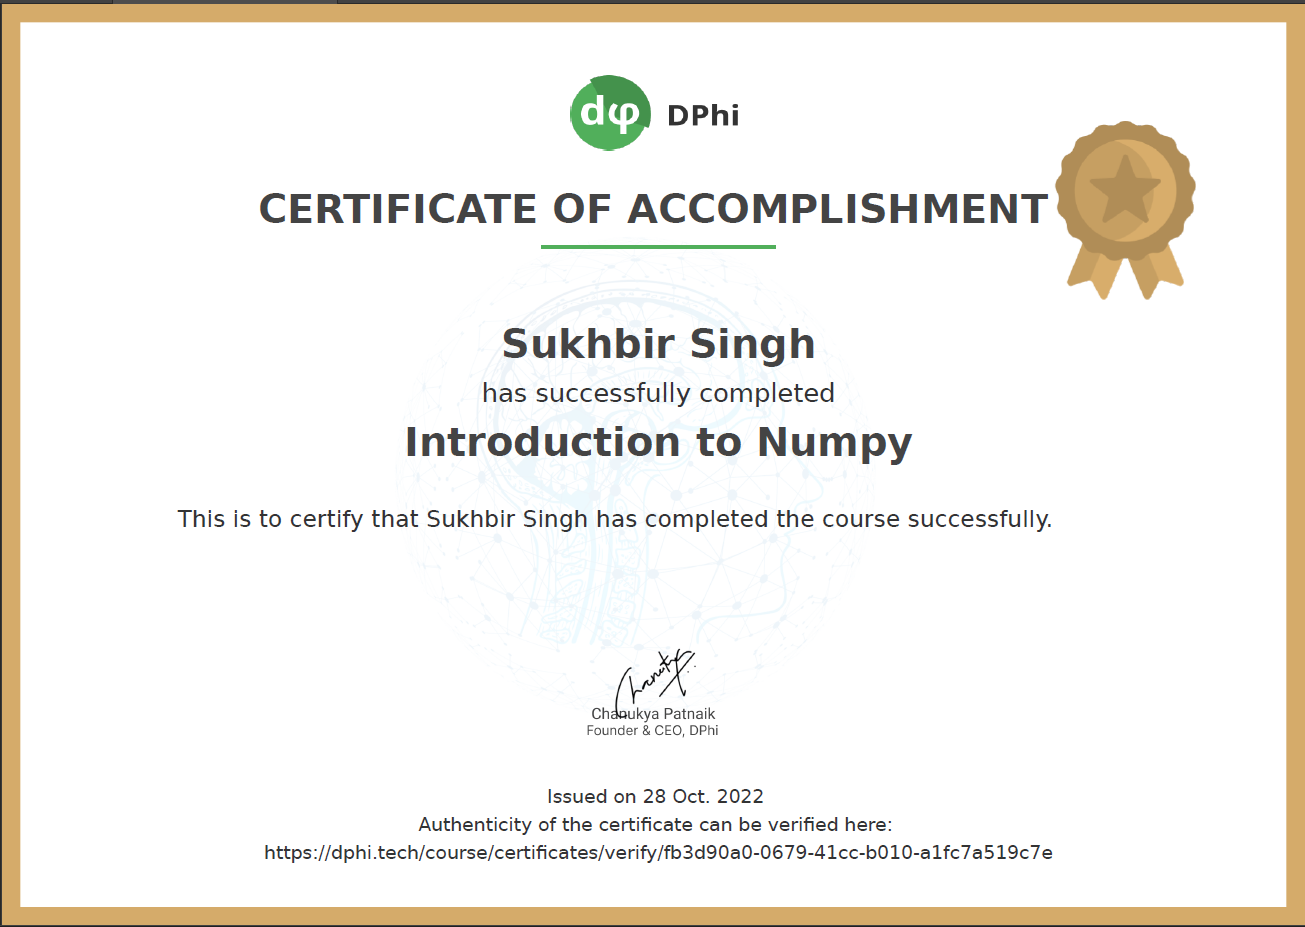 dφ DPhi
CERTIFICATE OF ACCOMPLISHMENT
Sukhbir Singh
has successfully completed
Introduction to Numpy
This is to certify that Sukhbir Singh has completed the course successfully.
Chanukya
Chanukya Patnaik
Founder & CEO, DPhi
Issued on 28 Oct. 2022
Authenticity of the certificate can be verified here:
https://dphi.tech/course/certificates/verify/fb3d90a0-0679-41cc-b010-a1fc7a519c7e